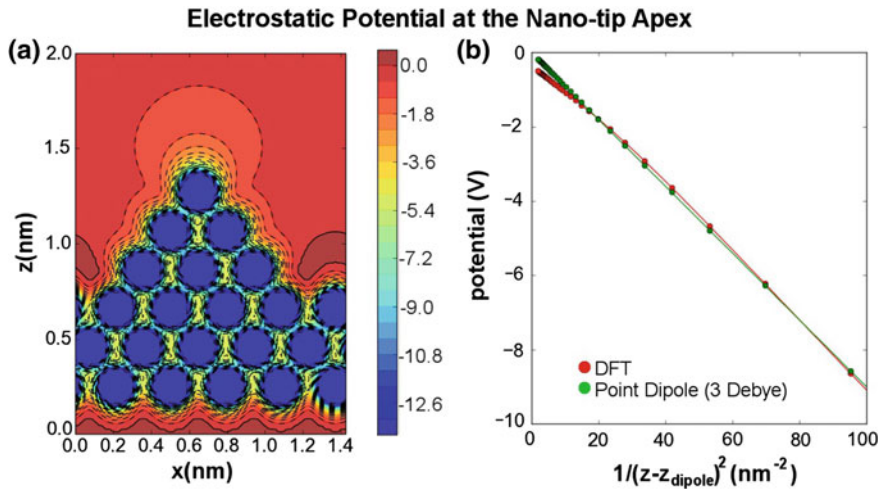 Electrostatic Potential at the Nano-tip Apex
(a)
z(nm)
2.0
1.5
1.0
0.5
0.0
0.0 0.2 0.4 0.6 0.8 1.0 1.2 1.4
x(nm)
0.0
-1.8
-3.6
-5.4
-7.2
-9.0
-10.8
-12.6
(b)
potential (V)
0
−2
−4
−6
−8
−10
DFT
Point Dipole (3 Debye)
0 20 40 60 80 100
1/(z-z_dipole)² (nm⁻²)